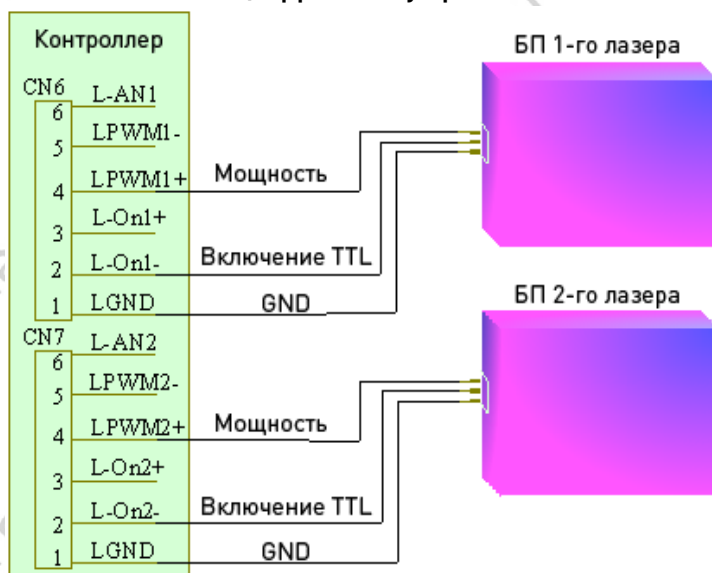 Контроллер
БП 1-го лазера
CN6
6 L-AN1
5 LPWM1-
4 LPWM1+ Мощность
3 L-On1+
2 L-On1- Включение TTL
1 LGND GND
БП 2-го лазера
CN7
6 L-AN2
5 LPWM2-
4 LPWM2+ Мощность
3 L-On2+
2 L-On2- Включение TTL
1 LGND GND